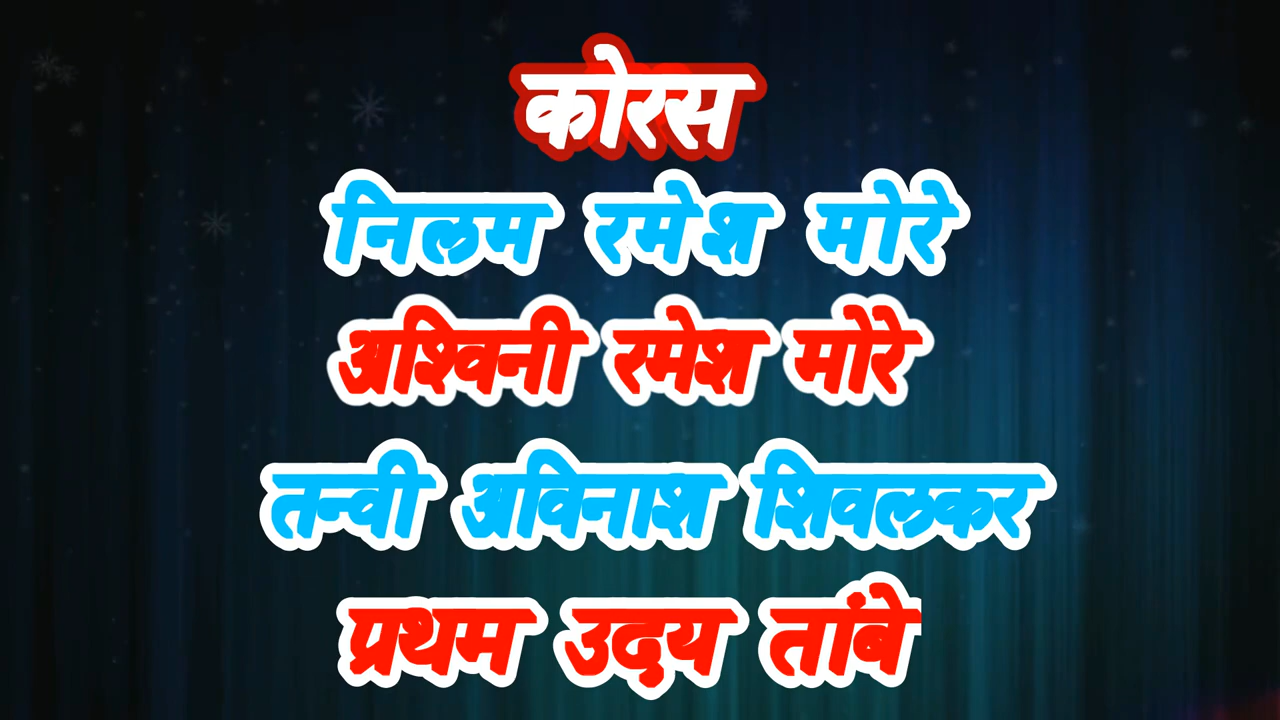 कोरस
निलम रमेश मोरे
अश्विनी रमेश मोरे
तन्वी अविनाश शिवलकर
प्रथम उदय तांबे